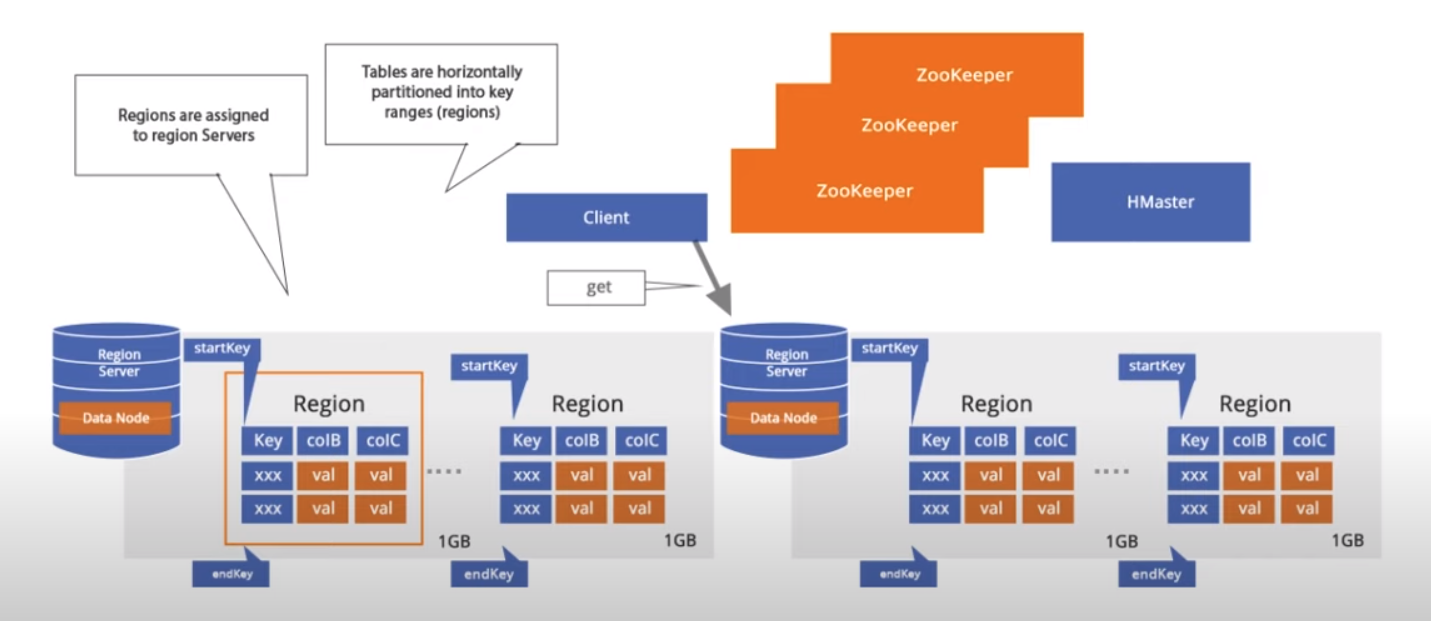 Regions are assigned
to region Servers
Tables are horizontally
partitioned into key
ranges (regions)
ZooKeeper
ZooKeeper
ZooKeeper
HMaster
Client
get
Region
Server
Data Node
startKey
Region
Key colB colC
xxx val val
xxx val val
1GB
endKey
....
startKey
Region
Key colB colC
xxx val val
xxx val val
1GB
endKey
Region
Server
Data Node
startKey
Region
Key colB colC
xxx val val
xxx val val
1GB
endKey
....
startKey
Region
Key colB colC
xxx val val
xxx val val
1GB
endKey